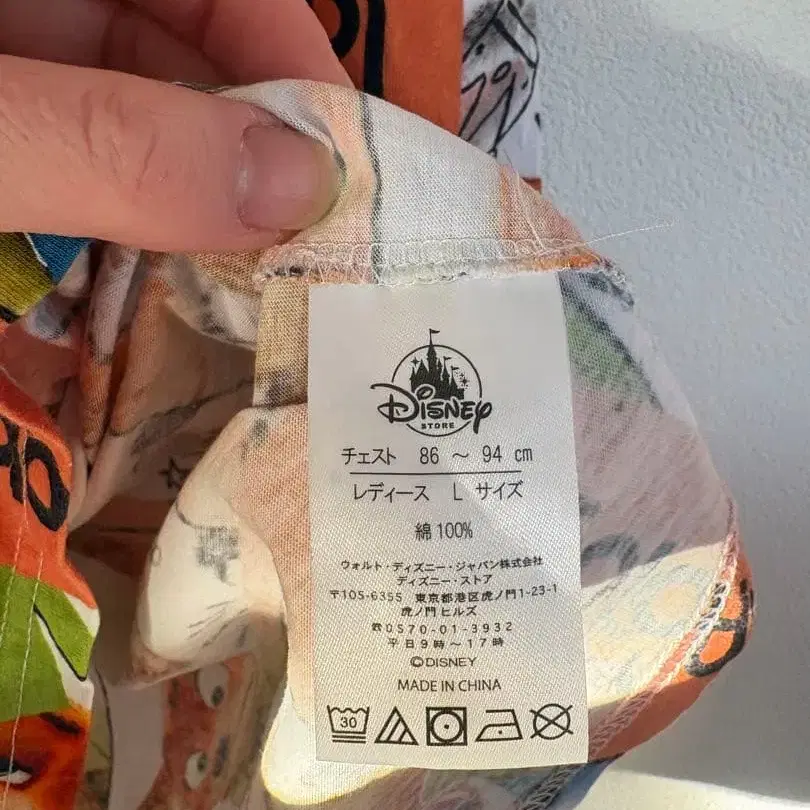 Disney
STORE
チェスト 86 ～ 94 cm
レディース L サイズ
綿100%
ウォルト・ディズニー・ジャパン株式会社
ディズニー・ストア
〒105-6355 東京都港区虎ノ門1-23-1
虎ノ門ヒルズ
☎0570-01-3932
平日9時～17時
©DISNEY
MADE IN CHINA
30